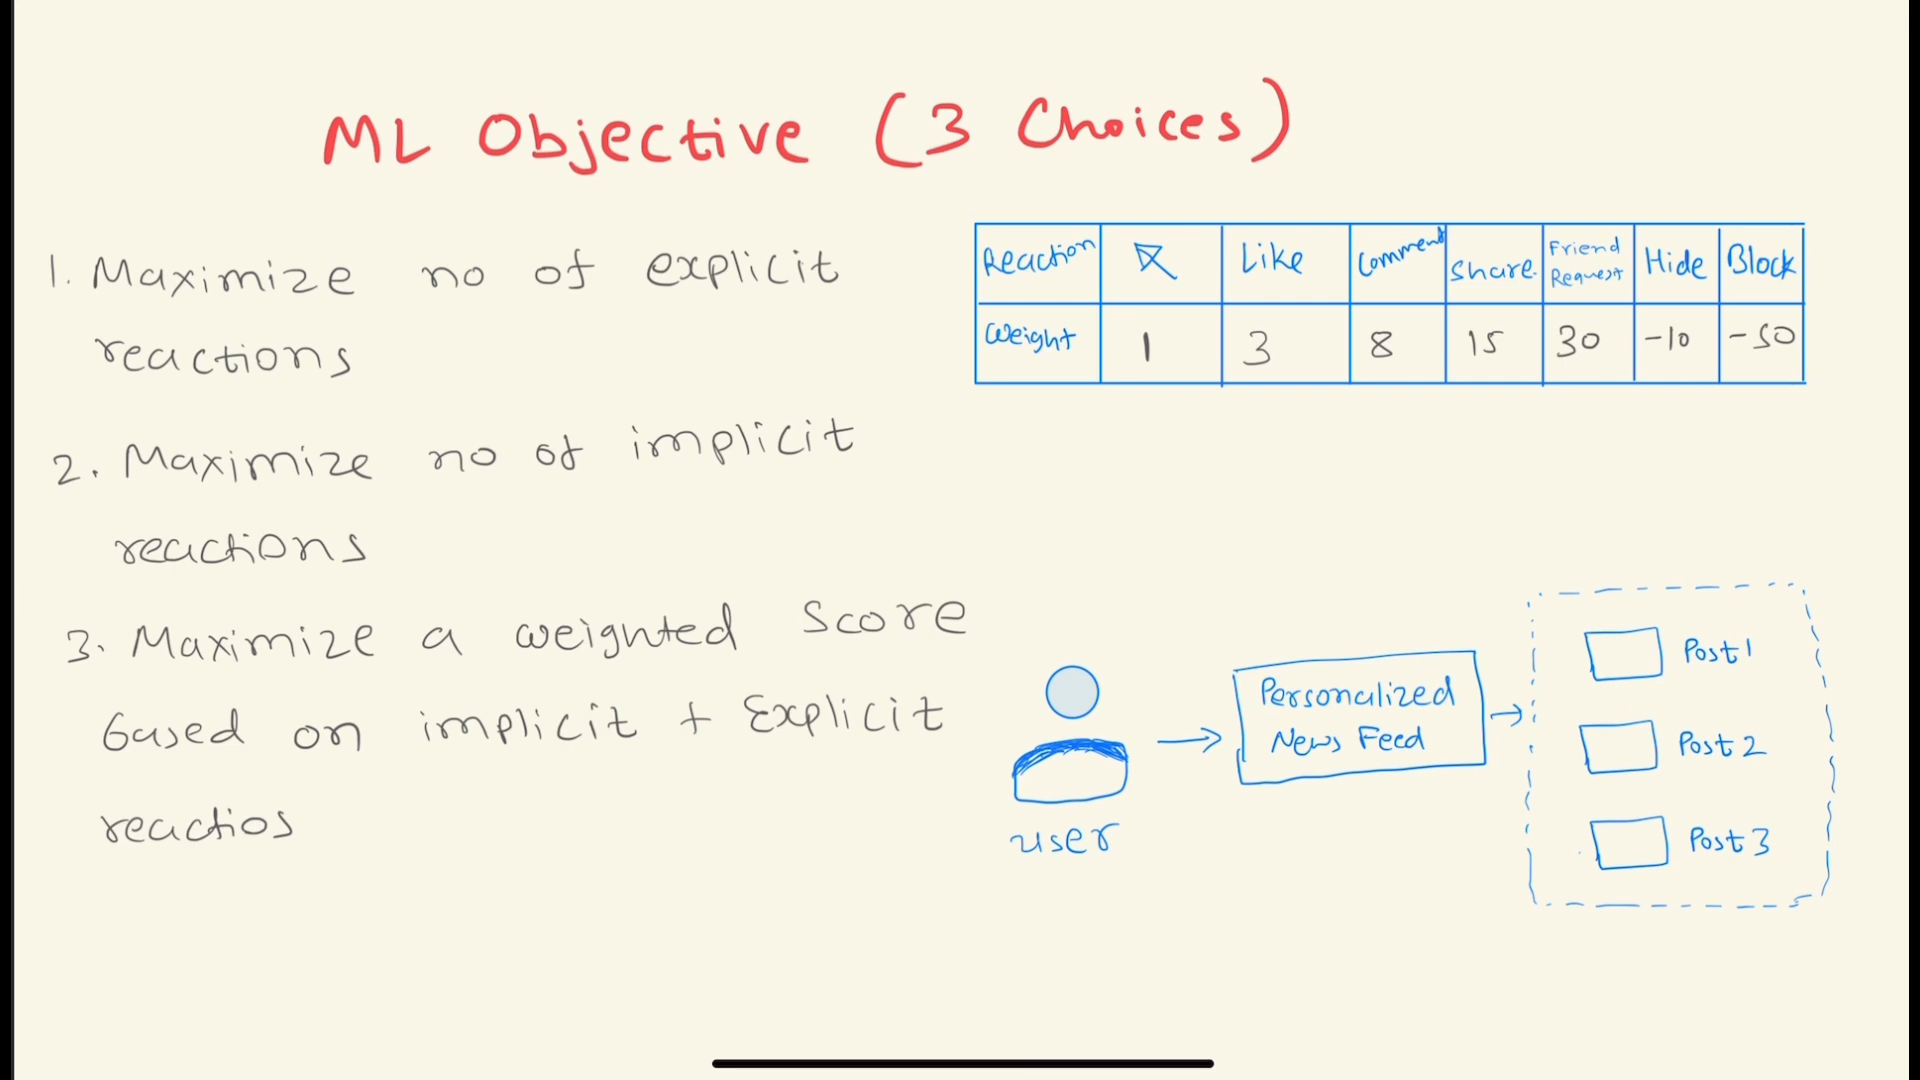 ML Objective (3 Choices)
1. Maximize no of explicit
reactions
2. Maximize no of implicit
reactions
3. Maximize a weighted Score
based on implicit + Explicit
reactios
Reaction Like Comment Share Friend Request Hide Block
Weight 1 3 8 15 30 -10 -50
user
Personalized
News Feed
Post 1
Post 2
Post 3